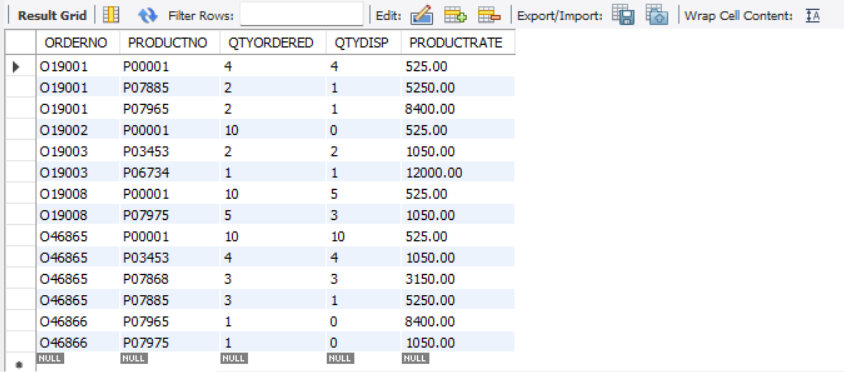 Result Grid Filter Rows: Edit: Export/Import: Wrap Cell Content: IA
ORDERNO PRODUCTNO QTYORDERED QTYDISP PRODUCTRATE
O19001 P00001 4 4 525.00
O19001 P07885 2 1 5250.00
O19001 P07965 2 1 8400.00
O19002 P00001 10 0 525.00
O19003 P03453 2 2 1050.00
O19003 P06734 1 1 12000.00
O19008 P00001 10 5 525.00
O19008 P07975 5 3 1050.00
O46865 P00001 10 10 525.00
O46865 P03453 4 4 1050.00
O46865 P07868 3 3 3150.00
O46865 P07885 3 1 5250.00
O46866 P07965 1 0 8400.00
O46866 P07975 1 0 1050.00
NULL NULL NULL NULL NULL